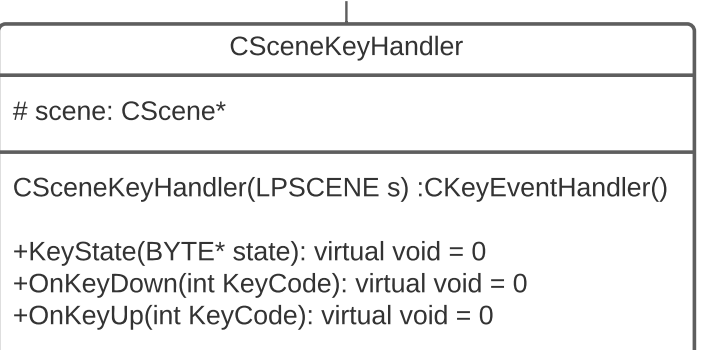 CSceneKeyHandler
# scene: CScene*
CSceneKeyHandler(LPSCENE s) :CKeyEventHandler()
+KeyState(BYTE* state): virtual void = 0
+OnKeyDown(int KeyCode): virtual void = 0
+OnKeyUp(int KeyCode): virtual void = 0